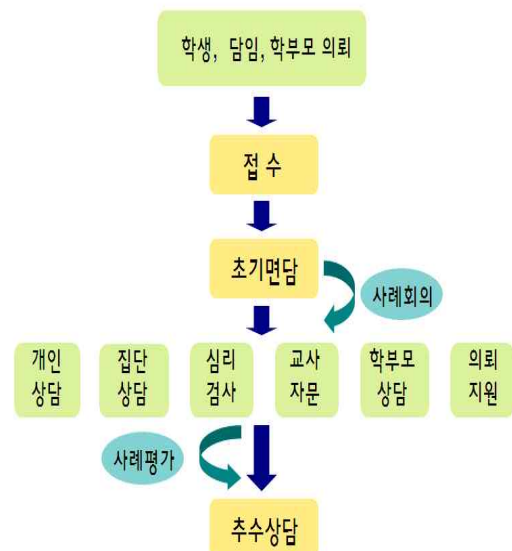 학생, 담임, 학부모 의뢰
접 수
초기면담
사례회의
개인
상담
집단
상담
심리
검사
교사
자문
학부모
상담
의뢰
지원
사례평가
추수상담